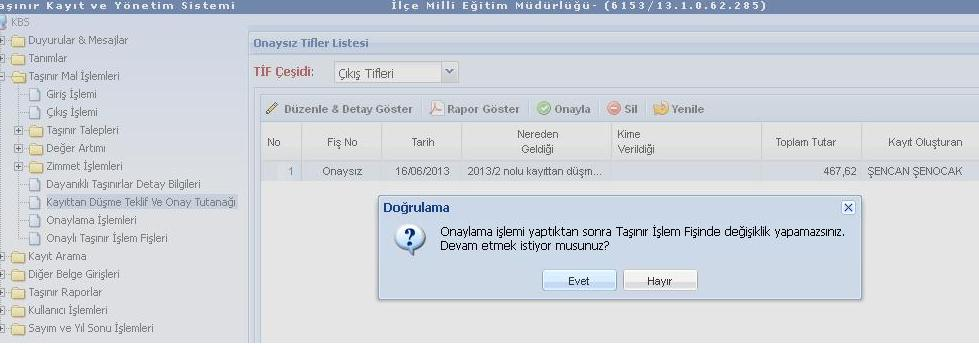 aşınır Kayıt ve Yönetim Sistemi
İlçe Milli Eğitim Müdürlüğü- (6153/13.1.0.62.285)
KBS
Duyurular & Mesajlar
Tanımlar
Taşınır Mal İşlemleri
Giriş İşlemi
Çıkış İşlemi
Taşınır Talepleri
Değer Artımı
Zimmet İşlemleri
Dayanıklı Taşınırlar Detay Bilgileri
Kayıttan Düşme Teklif Ve Onay Tutanağı
Onaylama İşlemleri
Onaylı Taşınır İşlem Fişleri
Kayıt Arama
Diğer Belge Girişleri
Taşınır Raporlar
Kullanıcı İşlemleri
Sayım ve Yıl Sonu İşlemleri
Onaysız Tifler Listesi
TİF Çeşidi: Çıkış Tifleri
Düzenle & Detay Göster Rapor Göster Onayla Sil Yenile
No Fiş No Tarih Nereden Geldiği Kime Verildiği Toplam Tutar Kayıt Oluşturan
1 Onaysız 16/06/2013 2013/2 nolu kayıttan düşm... 467,62 ŞENCAN ŞENOCAK
Doğrulama
Onaylama işlemi yaptıktan sonra Taşınır İşlem Fişinde değişiklik yapamazsınız.
Devam etmek istiyor musunuz?
Evet Hayır